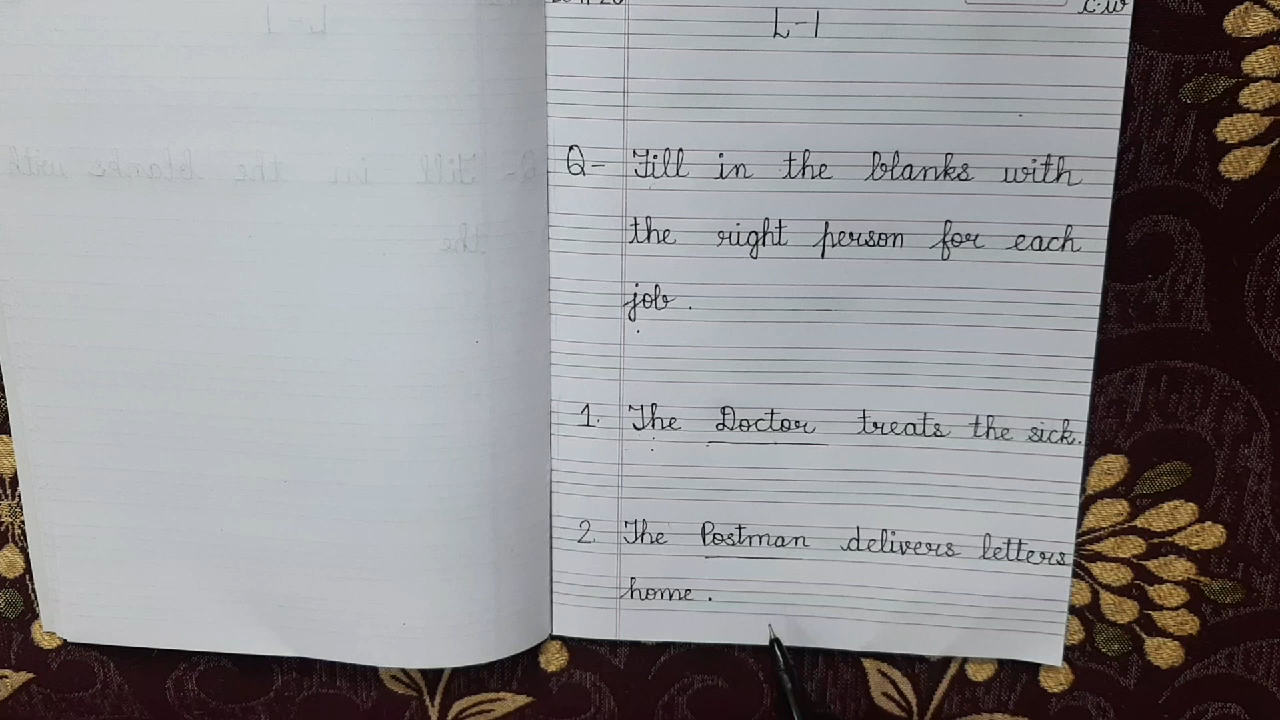 C.W
L-1
Q- Fill in the blanks with
the right person for each
job.
1. The Doctor treats the sick.
2. The Postman delivers letters
home.